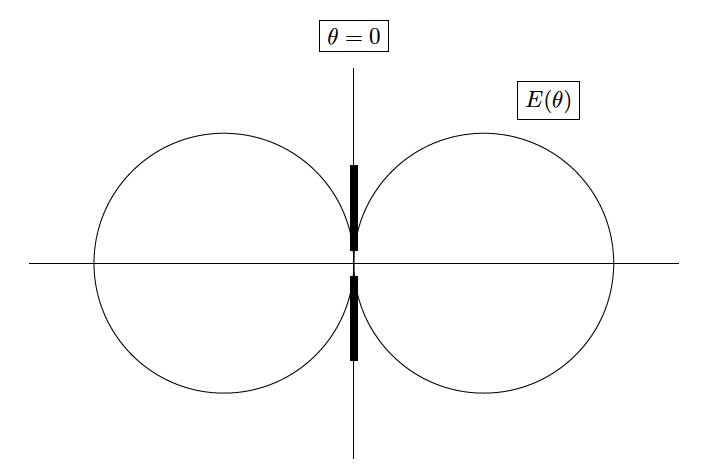 θ = 0
E(θ)